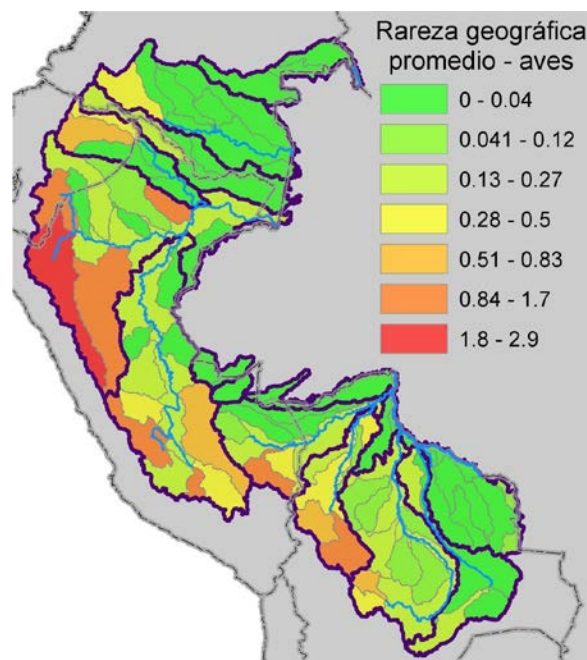 Rareza geográfica
promedio - aves
0 - 0.04
0.041 - 0.12
0.13 - 0.27
0.28 - 0.5
0.51 - 0.83
0.84 - 1.7
1.8 - 2.9